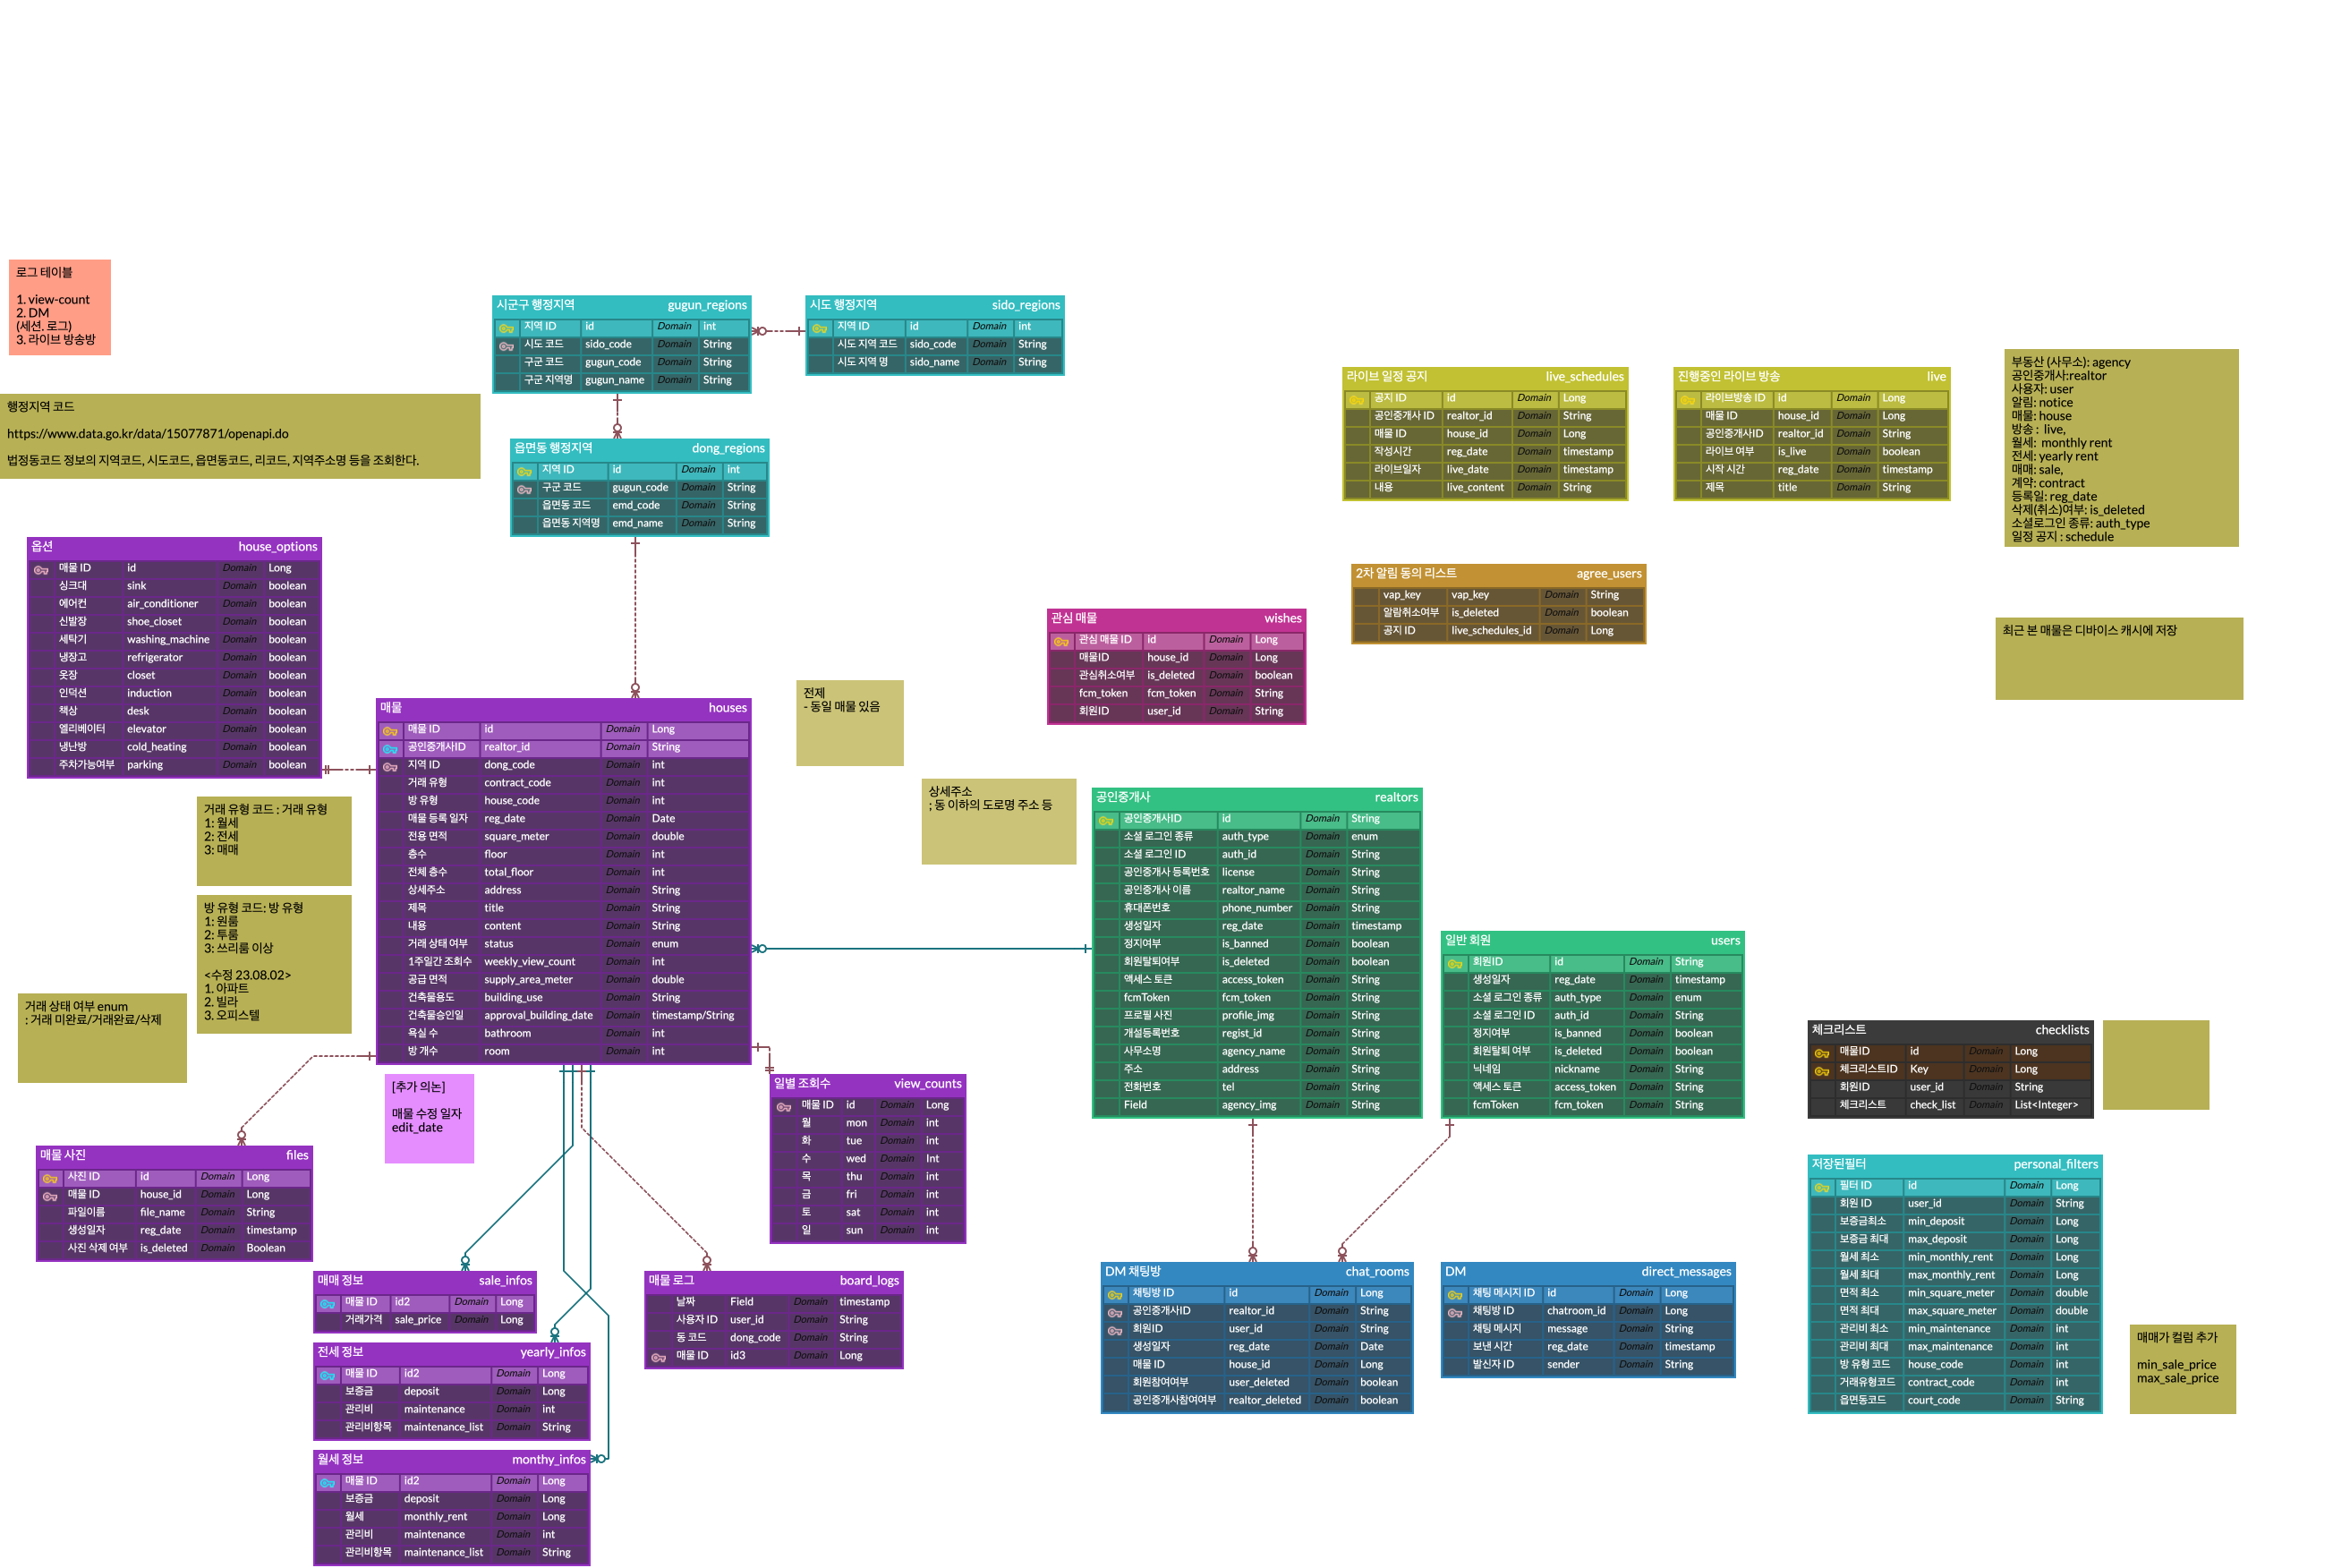 로그 테이블
1. view-count
2. DM
(세션, 로그)
3. 라이브 방송방
행정지역 코드
https://www.data.go.kr/data/15077871/openapi.do
법정동코드 정보의 지역코드, 시도코드, 읍면동코드, 리코드, 지역주소명 등을 조회한다.
시군구 행정지역 gugun_regions
지역 ID id Domain int
시도 코드 sido_code Domain String
구군 코드 gugun_code Domain String
구군 지역명 gugun_name Domain String
시도 행정지역 sido_regions
지역 ID id Domain int
시도 지역 코드 sido_code Domain String
시도 지역 명 sido_name Domain String
읍면동 행정지역 dong_regions
지역 ID id Domain int
구군 코드 gugun_code Domain String
읍면동 코드 emd_code Domain String
읍면동 지역명 emd_name Domain String
라이브 일정 공지 live_schedules
공지 ID id Domain Long
공인중개사 ID realtor_id Domain String
매물 ID house_id Domain Long
작성시간 reg_date Domain timestamp
라이브일자 live_date Domain timestamp
내용 live_content Domain String
진행중인 라이브 방송 live
라이브방송 ID id Domain Long
매물 ID house_id Domain Long
공인중개사ID realtor_id Domain String
라이브 여부 is_live Domain boolean
시작 시간 reg_date Domain timestamp
제목 title Domain String
부동산 (사무소): agency
공인중개사:realtor
사용자: user
알림: notice
매물: house
방송 : live,
월세: monthly rent
전세: yearly rent
매매: sale,
계약: contract
등록일: reg_date
삭제(취소)여부: is_deleted
소셜로그인 종류: auth_type
일정 공지 : schedule
옵션 house_options
매물 ID id Domain Long
싱크대 sink Domain boolean
에어컨 air_conditioner Domain boolean
신발장 shoe_closet Domain boolean
세탁기 washing_machine Domain boolean
냉장고 refrigerator Domain boolean
옷장 closet Domain boolean
인덕션 induction Domain boolean
책상 desk Domain boolean
엘리베이터 elevator Domain boolean
냉난방 cold_heating Domain boolean
주차가능여부 parking Domain boolean
2차 알림 동의 리스트 agree_users
vap_key vap_key Domain String
알람취소여부 is_deleted Domain boolean
공지 ID live_schedules_id Domain Long
관심 매물 wishes
관심 매물 ID id Domain Long
매물ID house_id Domain Long
관심취소여부 is_deleted Domain boolean
fcm_token fcm_token Domain String
회원ID user_id Domain String
최근 본 매물은 디바이스 캐시에 저장
전제
- 동일 매물 있음
상세주소
; 동 이하의 도로명 주소 등
매물 houses
매물 ID id Domain Long
공인중개사ID realtor_id Domain String
지역 ID dong_code Domain int
거래 유형 contract_code Domain int
방 유형 house_code Domain int
매물 등록 일자 reg_date Domain Date
전용 면적 square_meter Domain double
층수 floor Domain int
전체 층수 total_floor Domain int
상세주소 address Domain String
제목 title Domain String
내용 content Domain String
거래 상태 여부 status Domain enum
1주일간 조회수 weekly_view_count Domain int
공급 면적 supply_area_meter Domain double
건축물용도 building_use Domain String
건축물승인일 approval_building_date Domain timestamp/String
욕실 수 bathroom Domain int
방 개수 room Domain int
거래 유형 코드 : 거래 유형
1: 월세
2: 전세
3: 매매
방 유형 코드: 방 유형
1: 원룸
2: 투룸
3: 쓰리룸 이상
<수정 23.08.02>
1. 아파트
2. 빌라
3. 오피스텔
거래 상태 여부 enum
: 거래 미완료/거래완료/삭제
공인중개사 realtors
공인중개사ID id Domain String
소셜 로그인 종류 auth_type Domain enum
소셜 로그인 ID auth_id Domain String
공인중개사 등록번호 license Domain String
공인중개사 이름 realtor_name Domain String
휴대폰번호 phone_number Domain String
생성일자 reg_date Domain timestamp
정지여부 is_banned Domain boolean
회원탈퇴여부 is_deleted Domain boolean
액세스 토큰 access_token Domain String
fcmToken fcm_token Domain String
프로필 사진 profile_img Domain String
개설등록번호 regist_id Domain String
사무소명 agency_name Domain String
주소 address Domain String
전화번호 tel Domain String
Field agency_img Domain String
일반 회원 users
회원ID id Domain String
생성일자 reg_date Domain timestamp
소셜 로그인 종류 auth_type Domain enum
소셜 로그인 ID auth_id Domain String
정지여부 is_banned Domain boolean
회원탈퇴 여부 is_deleted Domain boolean
닉네임 nickname Domain String
액세스 토큰 access_token Domain String
fcmToken fcm_token Domain String
체크리스트 checklists
매물ID id Domain Long
체크리스트ID Key Domain Long
회원ID user_id Domain String
체크리스트 check_list Domain List<Integer>
[추가 의논]
매물 수정 일자
edit_date
일별 조회수 view_counts
매물 ID id Domain Long
월 mon Domain int
화 tue Domain int
수 wed Domain Int
목 thu Domain int
금 fri Domain int
토 sat Domain int
일 sun Domain int
매물 사진 files
사진 ID id Domain Long
매물 ID house_id Domain Long
파일이름 file_name Domain String
생성일자 reg_date Domain timestamp
사진 삭제 여부 is_deleted Domain Boolean
저장된필터 personal_filters
필터 ID id Domain Long
회원 ID user_id Domain String
보증금최소 min_deposit Domain Long
보증금 최대 max_deposit Domain Long
월세 최소 min_monthly_rent Domain Long
월세 최대 max_monthly_rent Domain Long
면적 최소 min_square_meter Domain double
면적 최대 max_square_meter Domain double
관리비 최소 min_maintenance Domain int
관리비 최대 max_maintenance Domain int
방 유형 코드 house_code Domain int
거래유형코드 contract_code Domain int
읍면동코드 court_code Domain String
매매가 컬럼 추가
min_sale_price
max_sale_price
매매 정보 sale_infos
매물 ID id2 Domain Long
거래가격 sale_price Domain Long
전세 정보 yearly_infos
매물 ID id2 Domain Long
보증금 deposit Domain Long
관리비 maintenance Domain int
관리비항목 maintenance_list Domain String
월세 정보 monthy_infos
매물 ID id2 Domain Long
보증금 deposit Domain Long
월세 monthly_rent Domain Long
관리비 maintenance Domain int
관리비항목 maintenance_list Domain String
매물 로그 board_logs
날짜 Field Domain timestamp
사용자 ID user_id Domain String
동 코드 dong_code Domain String
매물 ID id3 Domain Long
DM 채팅방 chat_rooms
채팅방 ID id Domain Long
공인중개사ID realtor_id Domain String
회원ID user_id Domain String
생성일자 reg_date Domain Date
매물 ID house_id Domain Long
회원참여여부 user_deleted Domain boolean
공인중개사참여여부 realtor_deleted Domain boolean
DM direct_messages
채팅 메시지 ID id Domain Long
채팅방 ID chatroom_id Domain Long
채팅 메시지 message Domain String
보낸 시간 reg_date Domain timestamp
발신자 ID sender Domain String